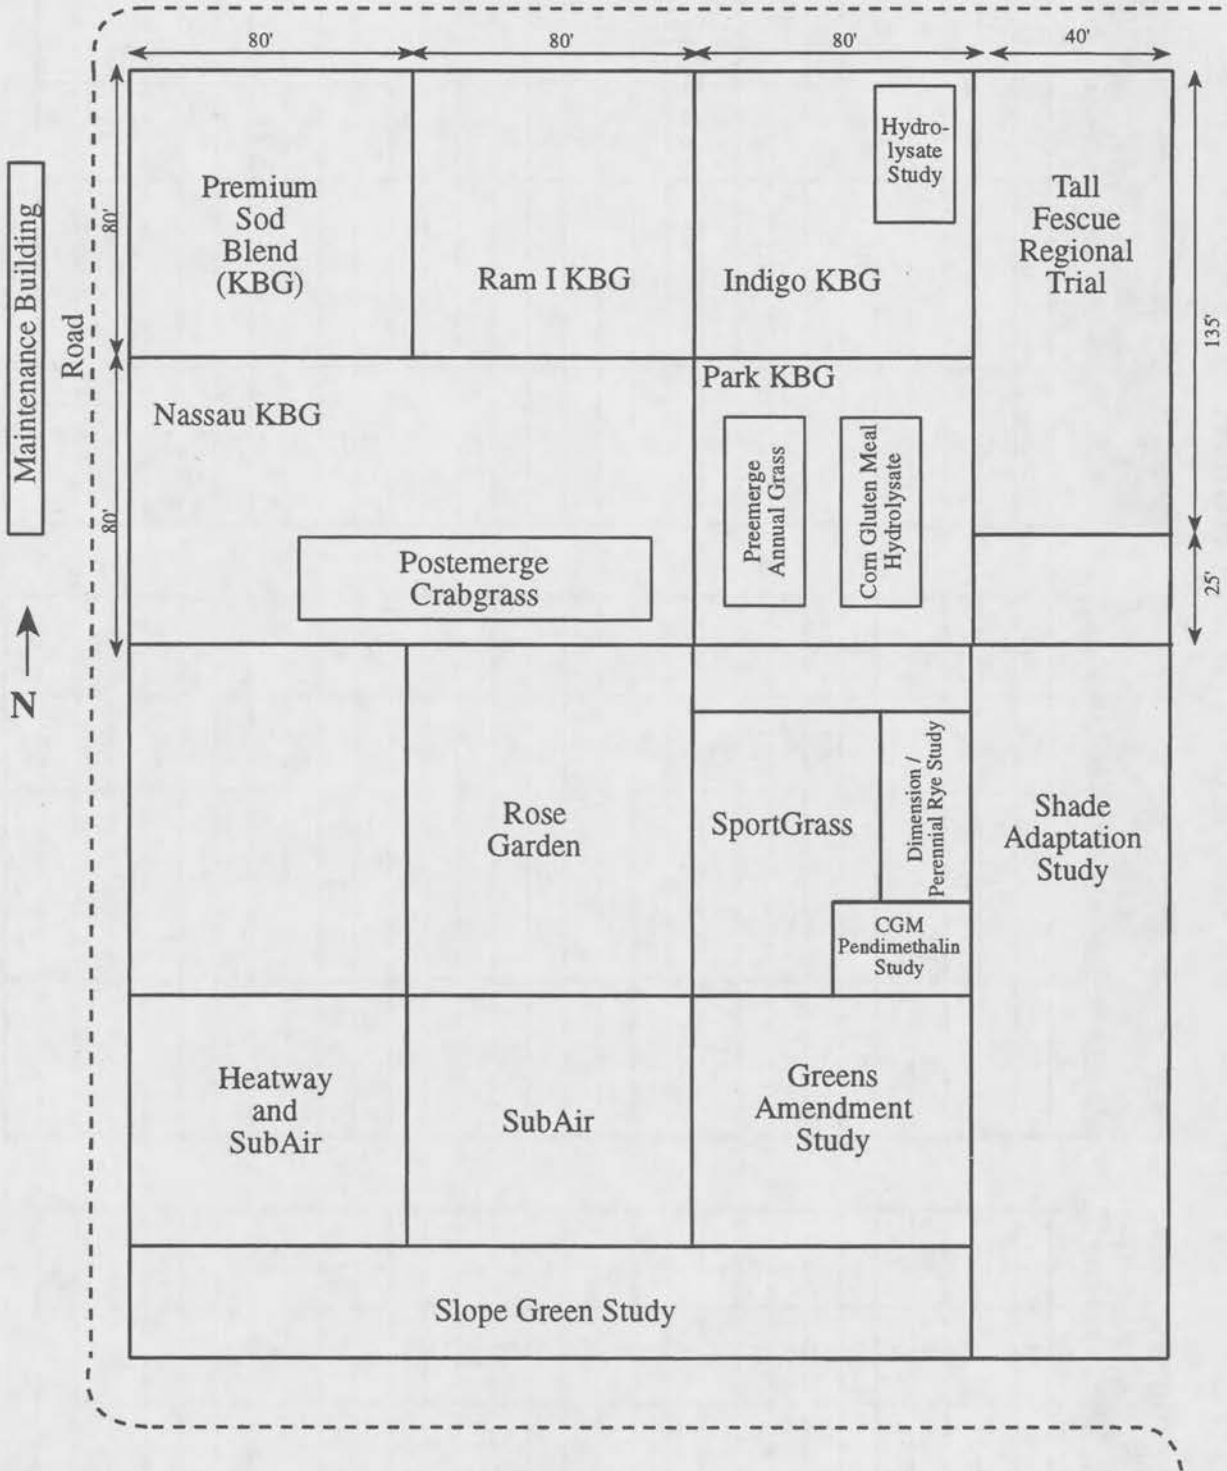 80'
80'
80'
40'
Hydro-
lysate
Study
Premium
Sod
Blend
(KBG)
Ram I KBG
Indigo KBG
Tall
Fescue
Regional
Trial
80'
135'
Maintenance Building
Road
Nassau KBG
Park KBG
Preemerge
Annual Grass
Corn Gluten Meal
Hydrolysate
80'
Postemerge
Crabgrass
25'
N
Rose
Garden
SportGrass
Dimension /
Perennial Rye Study
Shade
Adaptation
Study
CGM
Pendimethalin
Study
Heatway
and
SubAir
SubAir
Greens
Amendment
Study
Slope Green Study